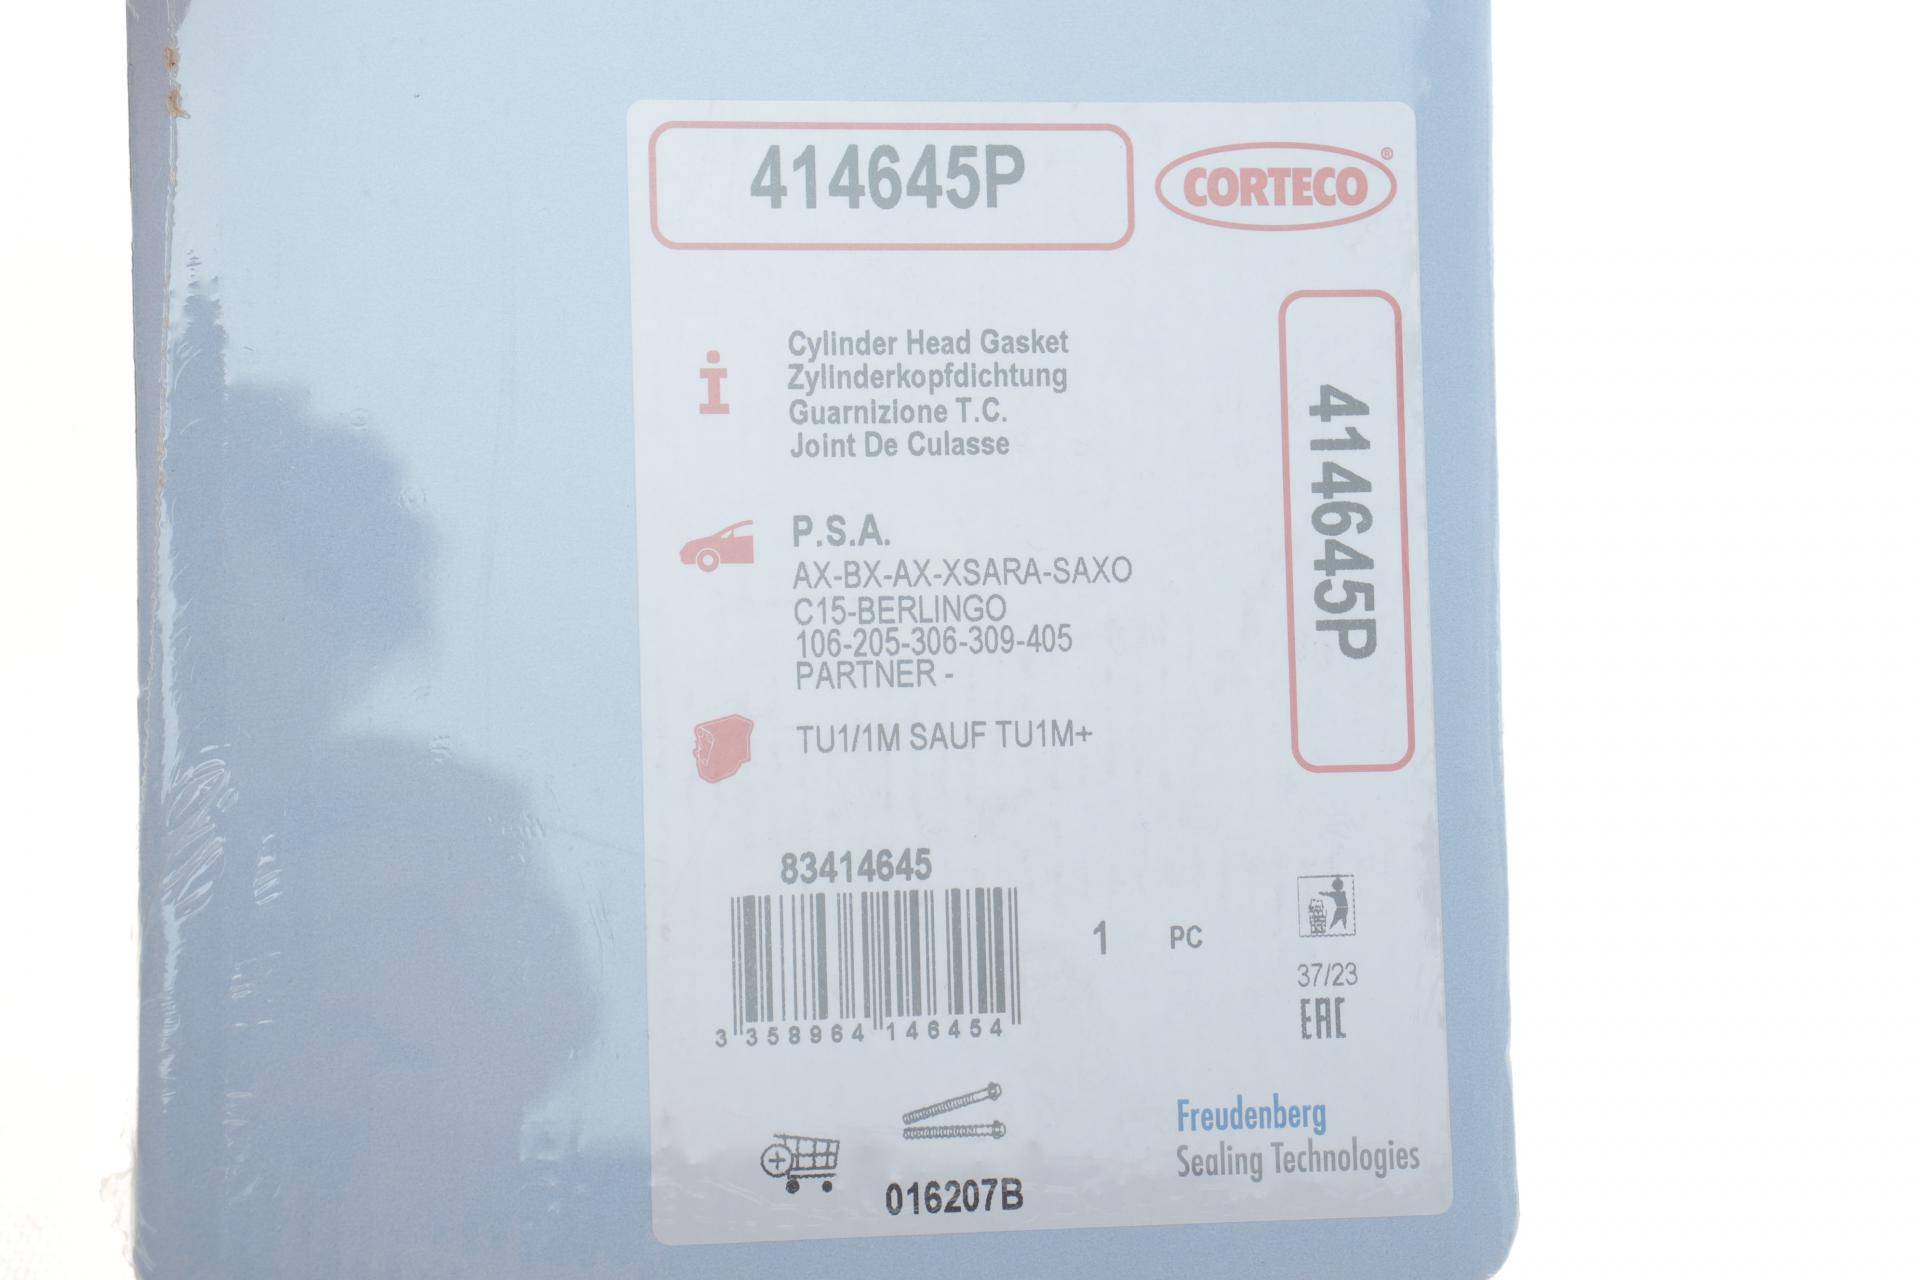 414645P
CORTECO®
Cylinder Head Gasket
Zylinderkopfdichtung
Guarnizione T.C.
Joint De Culasse
414645P
P.S.A.
AX-BX-AX-XSARA-SAXO
C15-BERLINGO
106-205-306-309-405
PARTNER -
TU1/1M SAUF TU1M+
83414645
1 PC
37/23
EAC
3 358964 146454
Freudenberg
Sealing Technologies
016207B